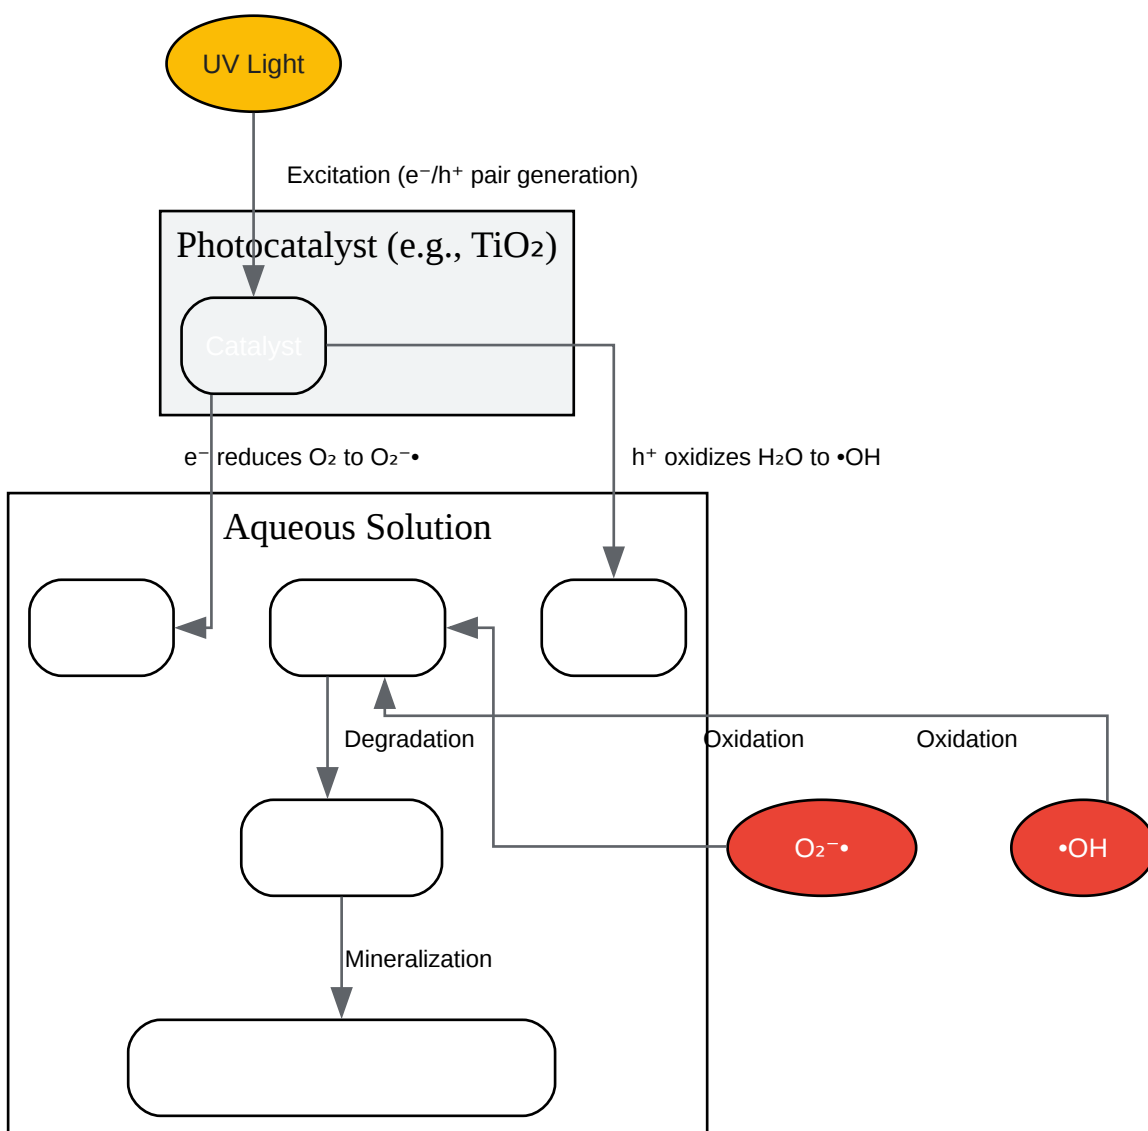 UV Light
Excitation (e⁻/h⁺ pair generation)
Photocatalyst (e.g., TiO₂)
Catalyst
e⁻ reduces O₂ to O₂⁻•
h⁺ oxidizes H₂O to •OH
Aqueous Solution
Degradation
Oxidation
Oxidation
O₂⁻•
•OH
Mineralization